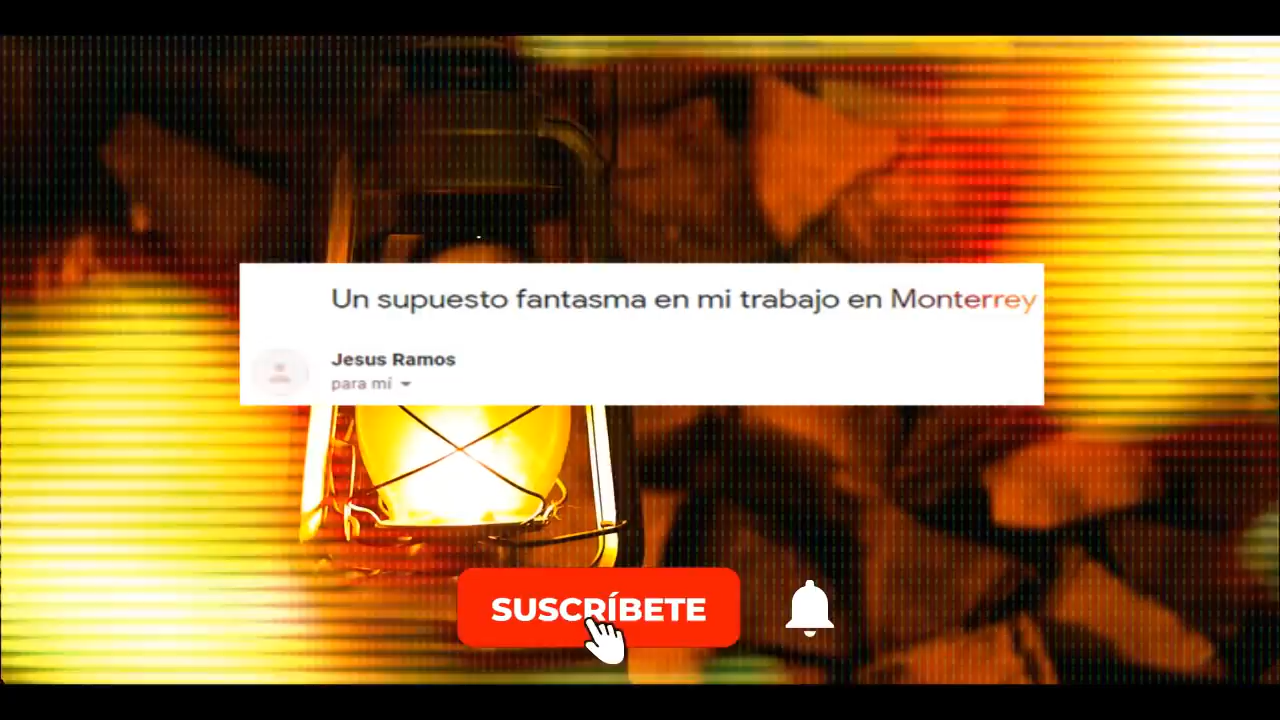 Un supuesto fantasma en mi trabajo en Monterrey
Jesus Ramos
para mí
SUSCRÍBETE